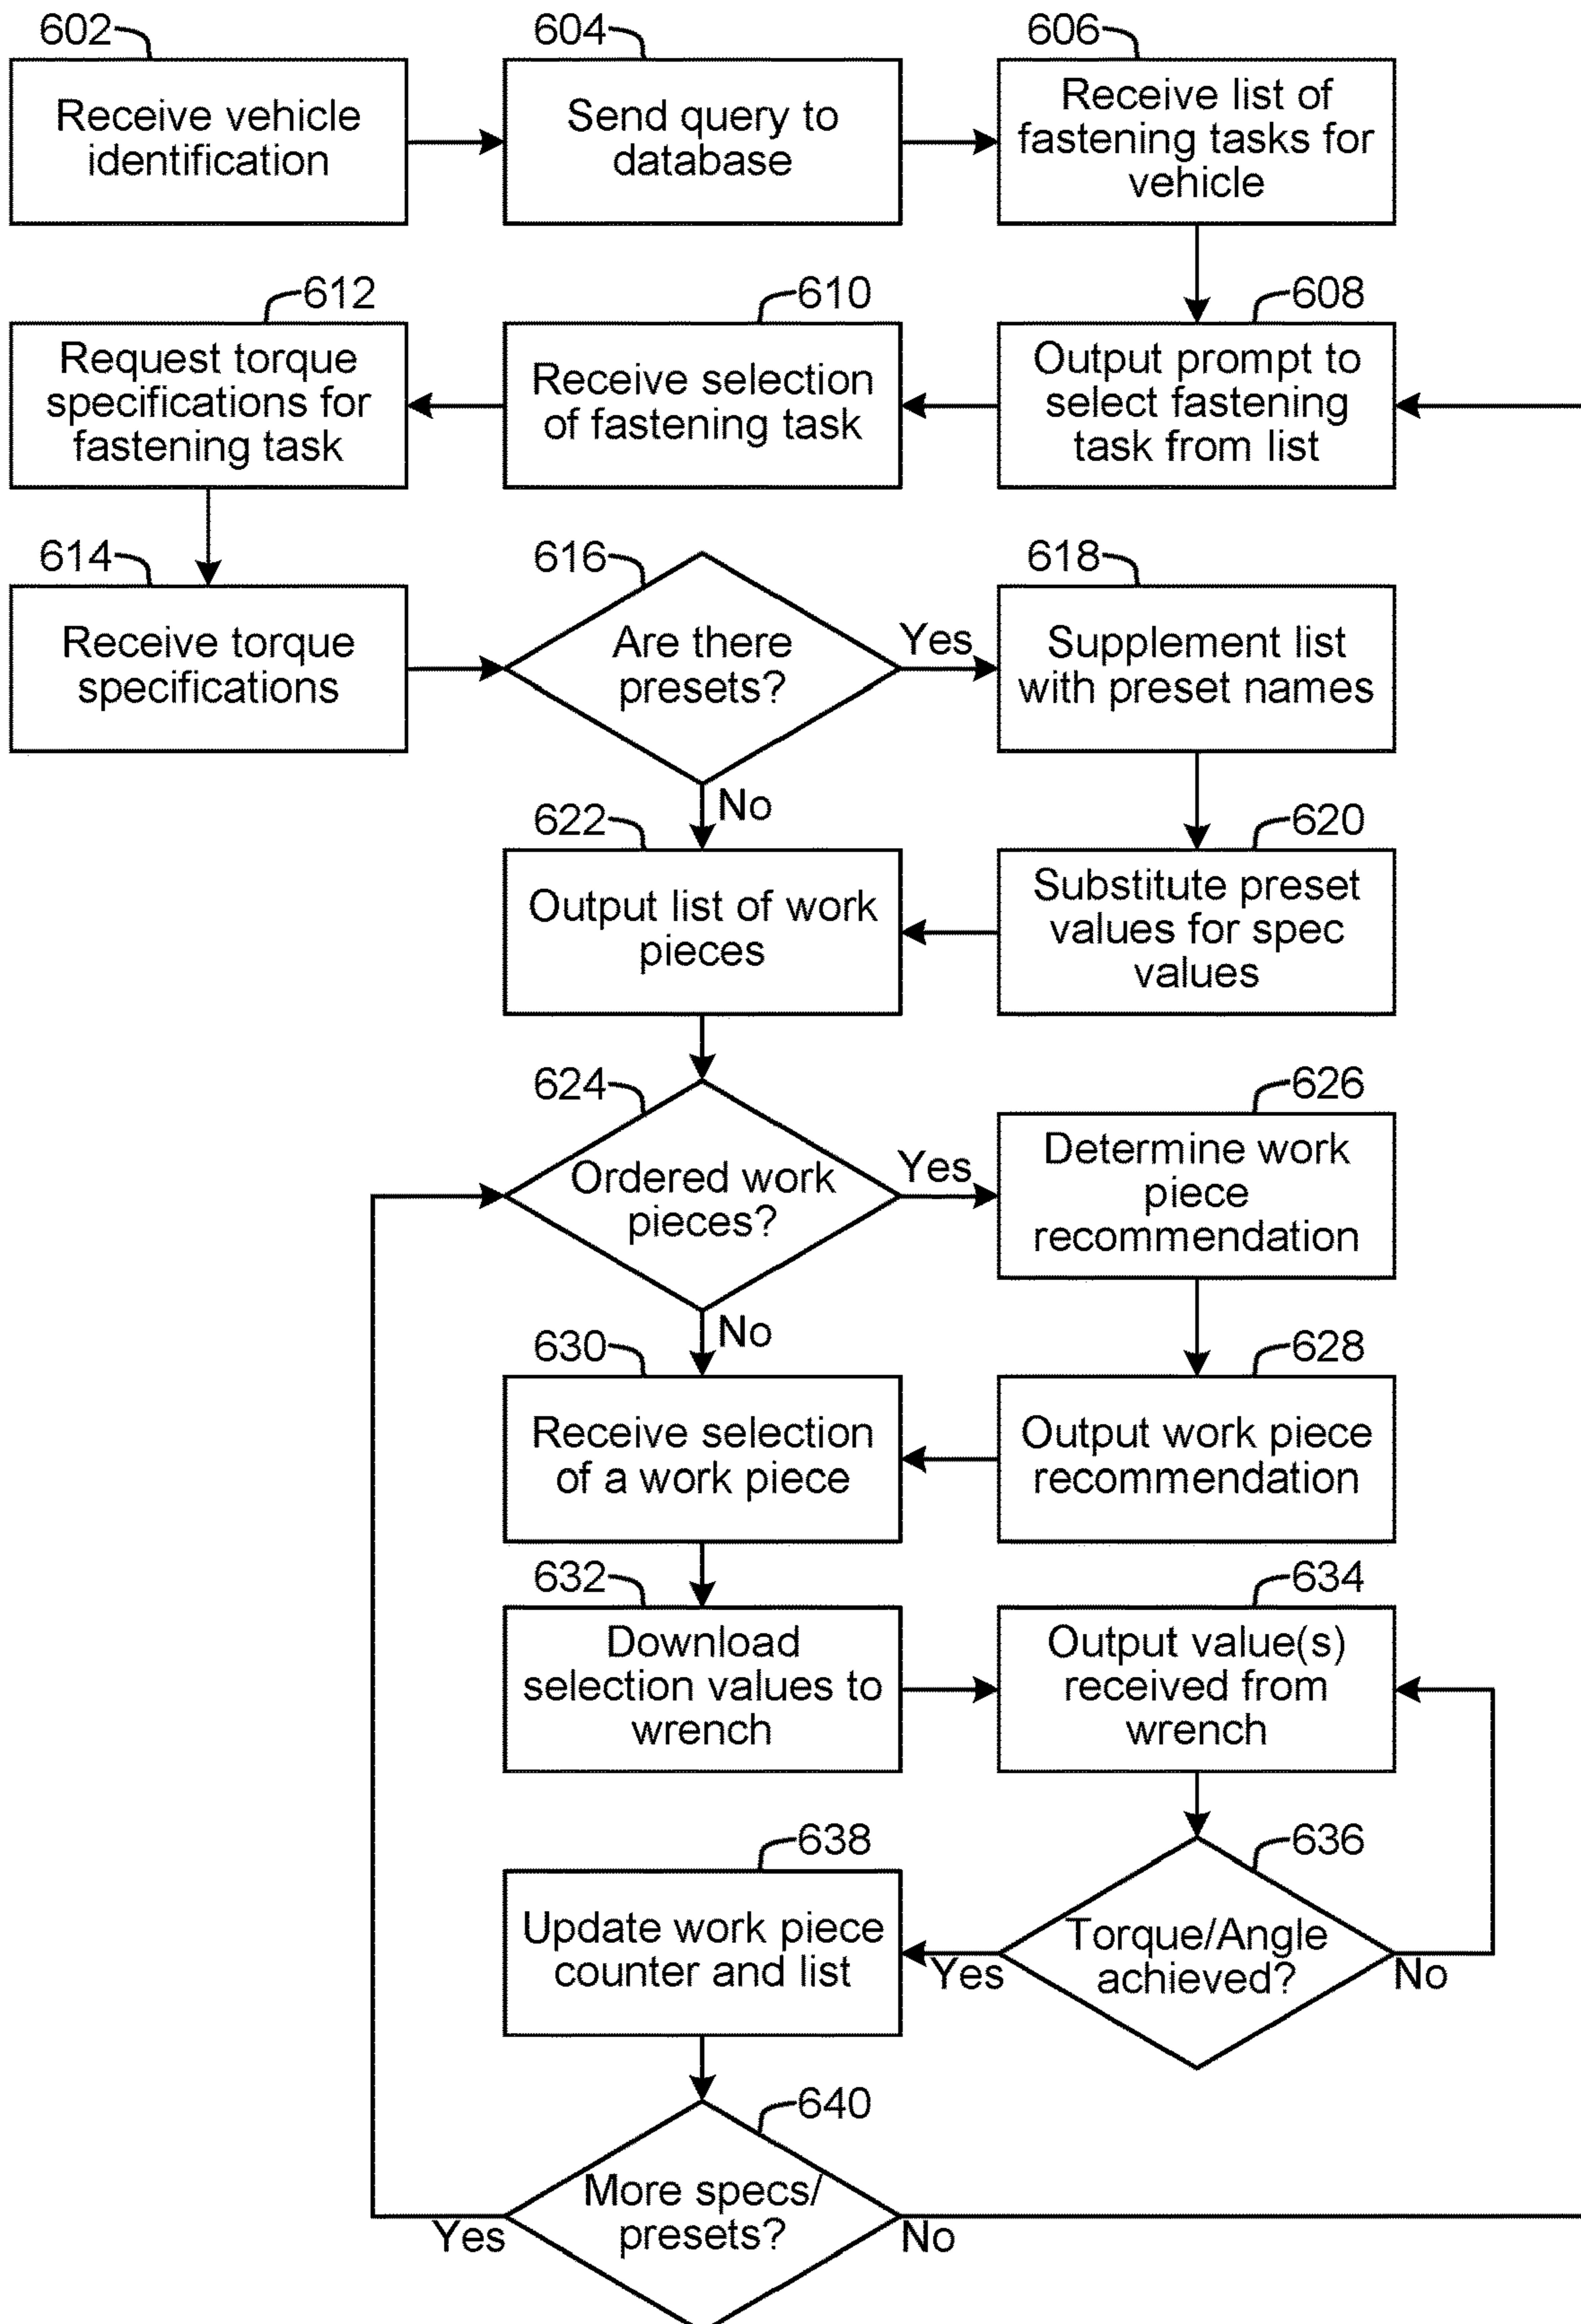 602
Receive vehicle
identification
604
Send query to
database
606
Receive list of
fastening tasks for
vehicle
612
Request torque
specifications for
fastening task
610
Receive selection
of fastening task
608
Output prompt to
select fastening
task from list
614
Receive torque
specifications
616
Are there
presets?
Yes
No
618
Supplement list
with preset names
622
Output list of work
pieces
620
Substitute preset
values for spec
values
624
Ordered work
pieces?
Yes
No
626
Determine work
piece
recommendation
630
Receive selection
of a work piece
628
Output work piece
recommendation
632
Download
selection values to
wrench
634
Output value(s)
received from
wrench
638
Update work piece
counter and list
636
Torque/Angle
achieved?
Yes
No
640
More specs/
presets?
Yes
No